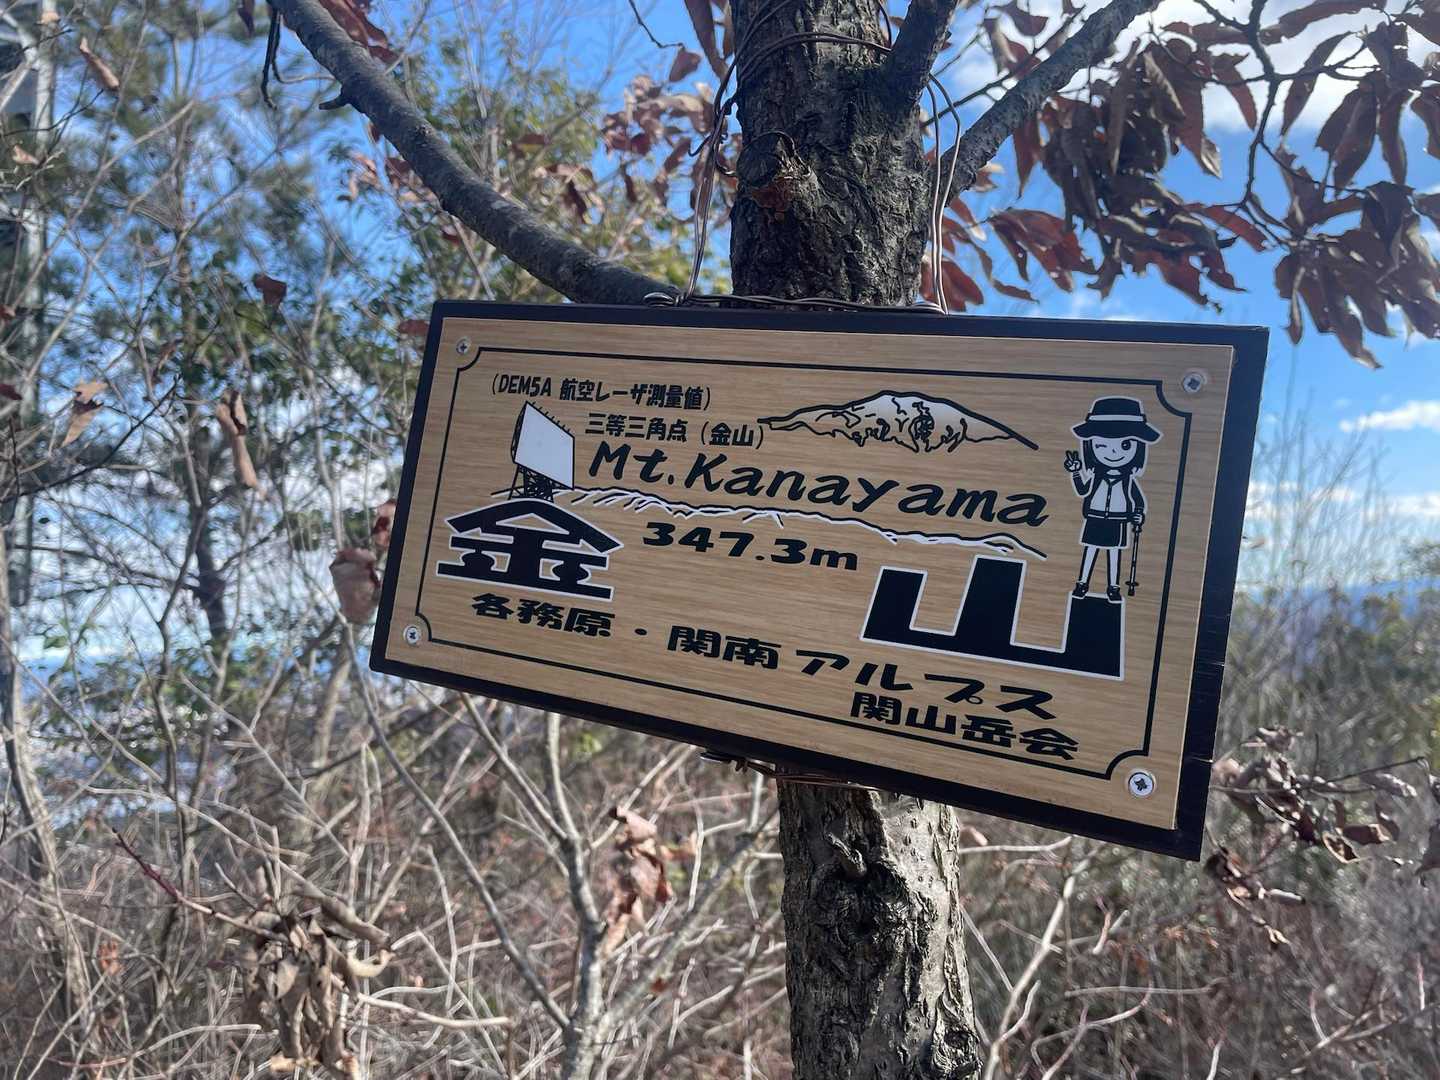 （DEM5A 航空レーザ測量値）
三等三角点（金山）
Mt.Kanayama
347.3m
金山
各務原・関南アルプス
関山岳会